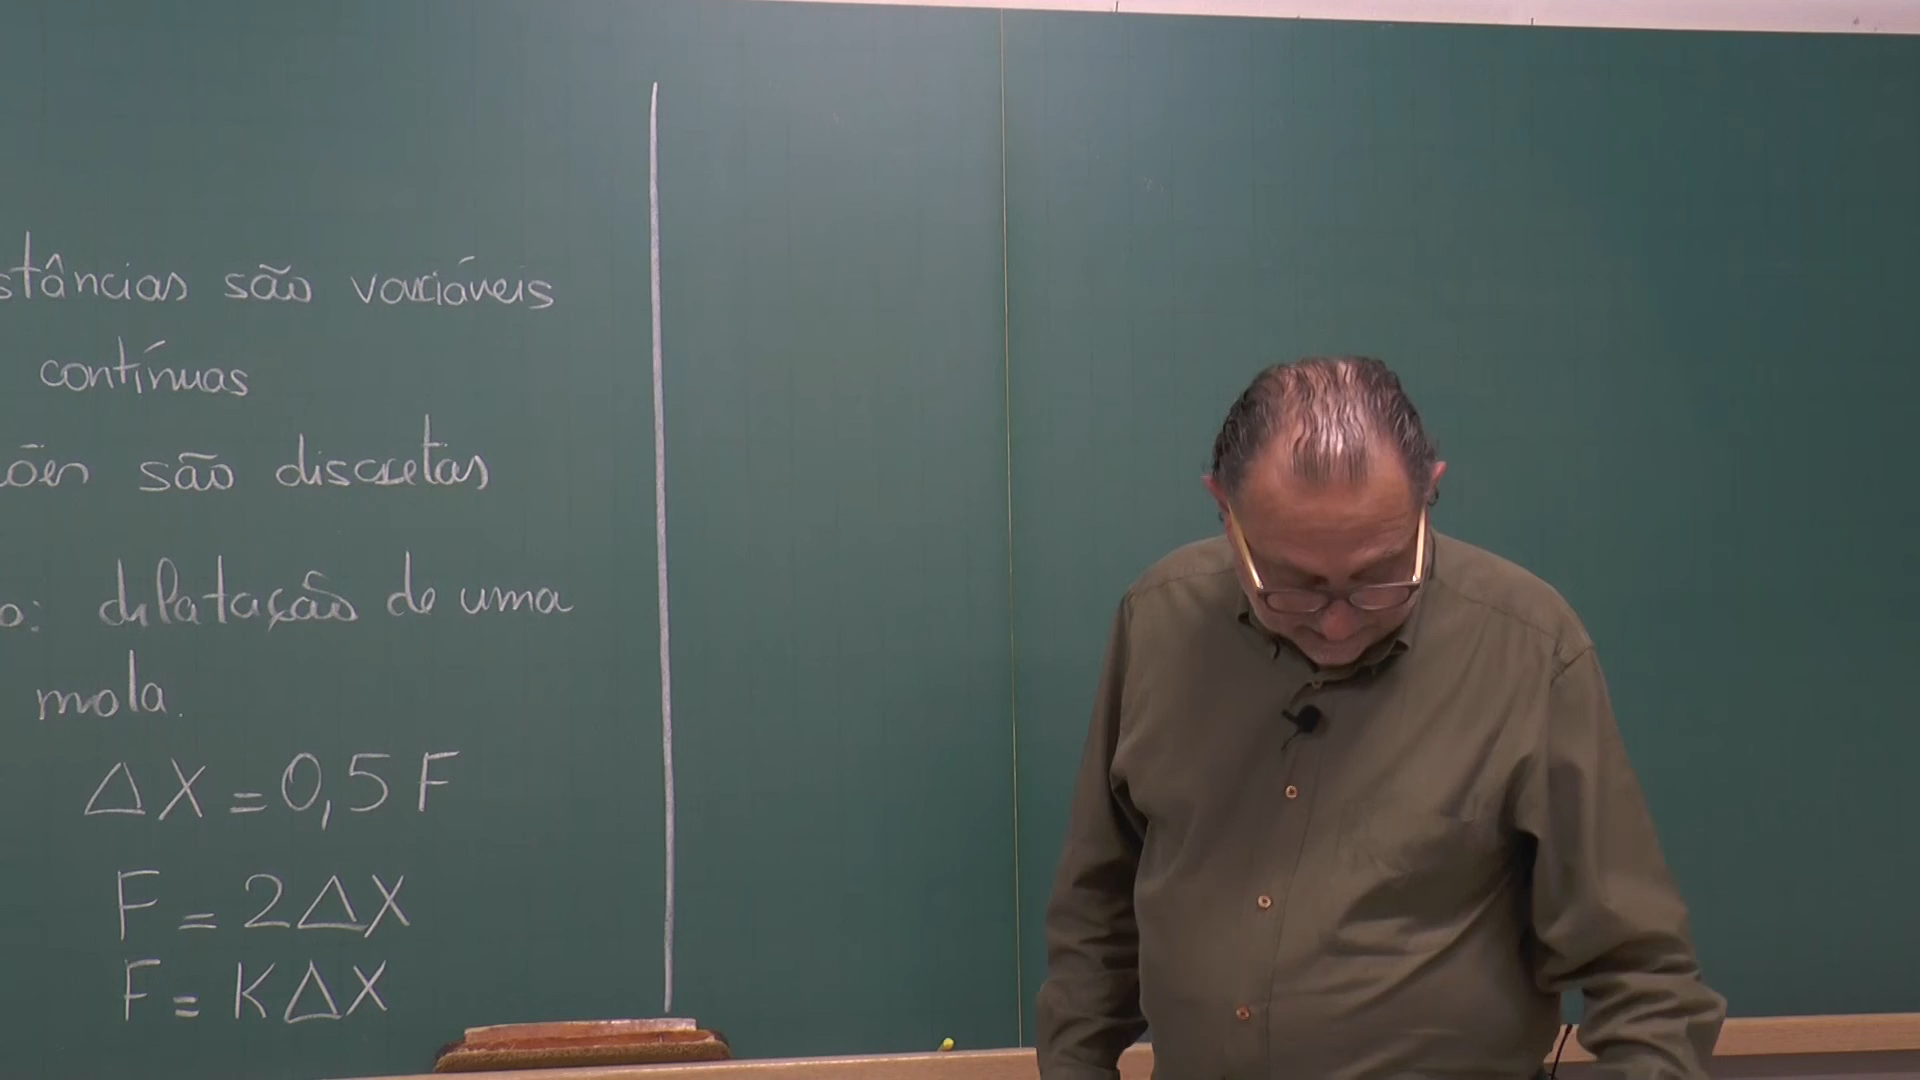 stâncias são variáveis
contínuas
ões são discretas
o: dilatação de uma
mola.
ΔX = 0,5 F
F = 2ΔX
F = KΔX